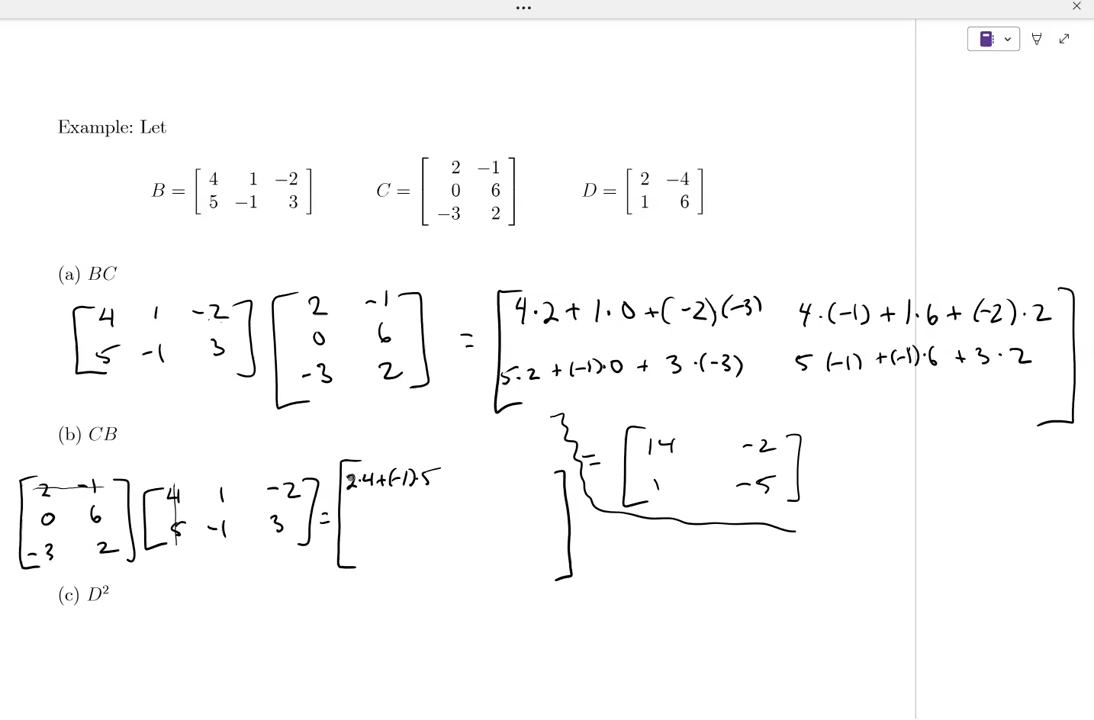 Example: Let
B = [ 4 1 −2 ] C = [ 2 −1 ] D = [ 2 −4 ]
[ 5 −1 3 ] [ 0 6 ] [ 1 6 ]
[ −3 2 ]
(a) BC
[ 4 1 -2 ] [ 2 -1 ] = [ 4·2 + 1·0 + (-2)(-3) 4·(-1) + 1·6 + (-2)·2 ]
[ 5 -1 3 ] [ 0 6 ] [ 5·2 + (-1)·0 + 3·(-3) 5(-1) + (-1)·6 + 3·2 ]
[ -3 2 ]
= [ 14 -2 ]
[ 1 -5 ]
(b) CB
[ 2 -1 ] [ 4 1 -2 ] = [ 2·4+(-1)·5 ]
[ 0 6 ] [ 5 -1 3 ]
[ -3 2 ]
(c) D²